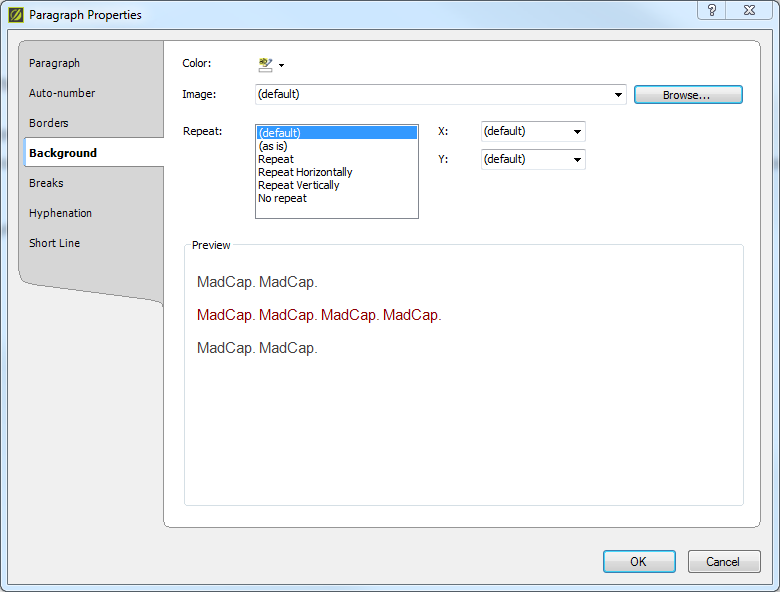 Paragraph Properties
?
Paragraph
Auto-number
Borders
Background
Breaks
Hyphenation
Short Line
Color:
Image: (default) Browse...
Repeat:
(default)
(as is)
Repeat
Repeat Horizontally
Repeat Vertically
No repeat
X: (default)
Y: (default)
Preview
MadCap. MadCap.
MadCap. MadCap. MadCap. MadCap.
MadCap. MadCap.
OK Cancel